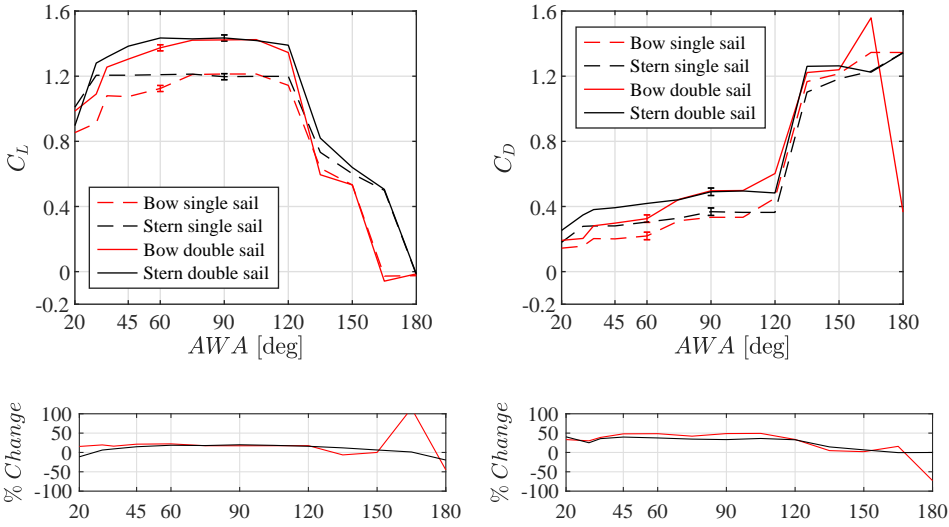 1.6
1.2
0.8
0.4
0
-0.2
C_L
Bow single sail
Stern single sail
Bow double sail
Stern double sail
20 45 60 90 120 150 180
AWA [deg]
1.6
1.2
0.8
0.4
0
-0.2
C_D
Bow single sail
Stern single sail
Bow double sail
Stern double sail
20 45 60 90 120 150 180
AWA [deg]
% Change
100
50
0
-50
-100
20 45 60 90 120 150 180
% Change
100
50
0
-50
-100
20 45 60 90 120 150 180